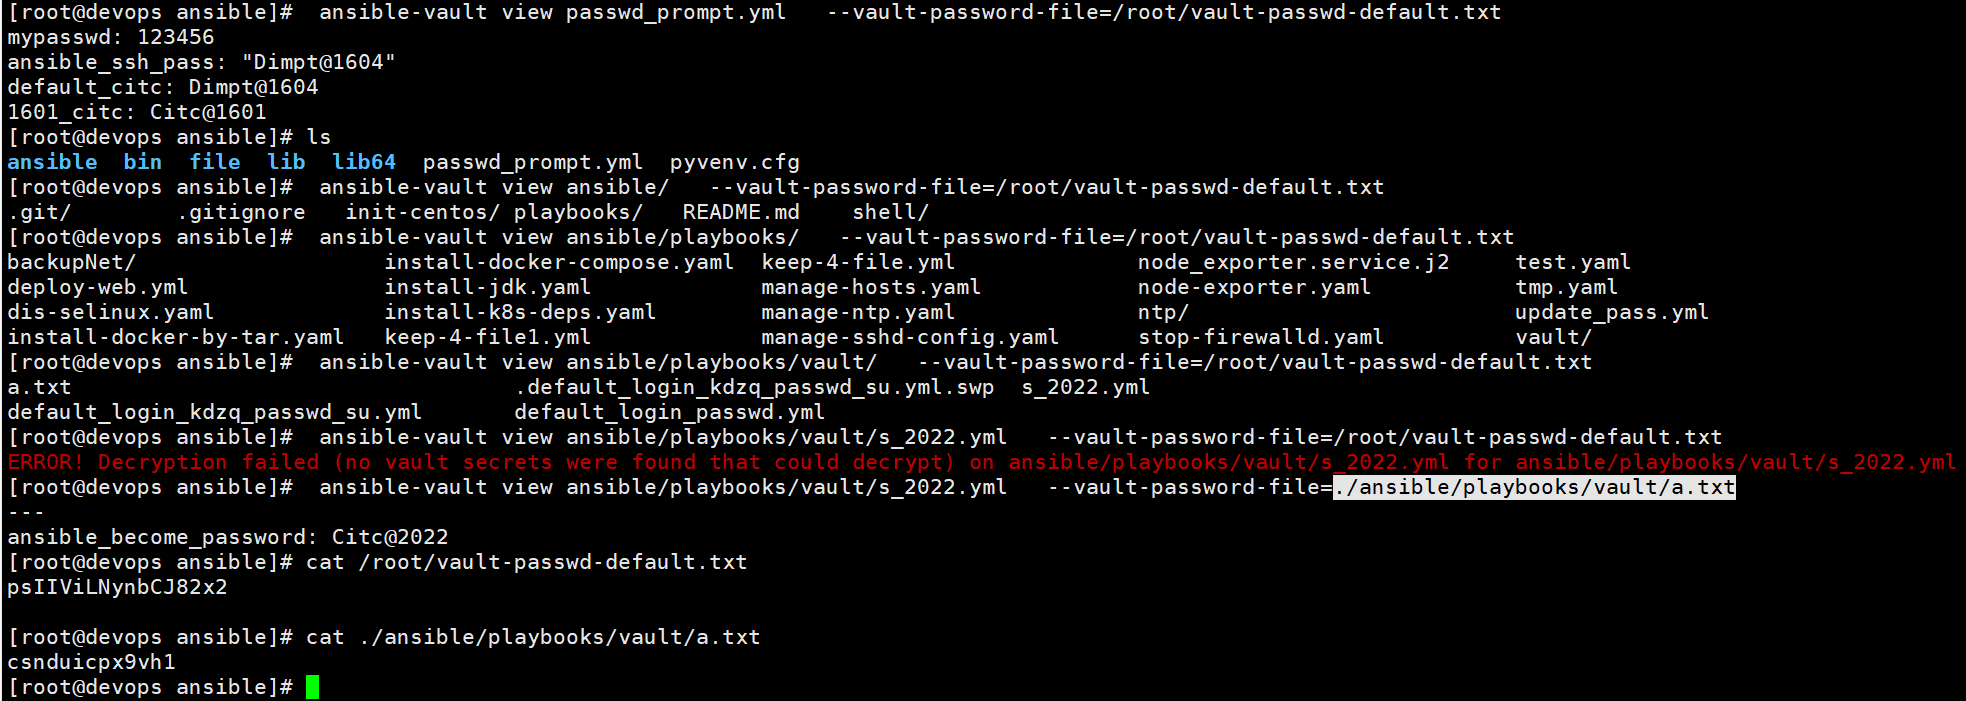 [root@devops ansible]#  ansible-vault view passwd_prompt.yml   --vault-password-file=/root/vault-passwd-default.txt
mypasswd: 123456
ansible_ssh_pass: "Dimpt@1604"
default_citc: Dimpt@1604
1601_citc: Citc@1601
[root@devops ansible]# ls
ansible  bin  file  lib  lib64  passwd_prompt.yml  pyvenv.cfg
[root@devops ansible]#  ansible-vault view ansible/   --vault-password-file=/root/vault-passwd-default.txt
.git/        .gitignore   init-centos/ playbooks/   README.md    shell/
[root@devops ansible]#  ansible-vault view ansible/playbooks/   --vault-password-file=/root/vault-passwd-default.txt
backupNet/                   install-docker-compose.yaml  keep-4-file.yml              node_exporter.service.j2     test.yaml
deploy-web.yml               install-jdk.yaml             manage-hosts.yaml            node-exporter.yaml           tmp.yaml
dis-selinux.yaml             install-k8s-deps.yaml        manage-ntp.yaml              ntp/                         update_pass.yml
install-docker-by-tar.yaml   keep-4-file1.yml             manage-sshd-config.yaml      stop-firewalld.yaml          vault/
[root@devops ansible]#  ansible-vault view ansible/playbooks/vault/   --vault-password-file=/root/vault-passwd-default.txt
a.txt                                  .default_login_kdzq_passwd_su.yml.swp  s_2022.yml
default_login_kdzq_passwd_su.yml       default_login_passwd.yml
[root@devops ansible]#  ansible-vault view ansible/playbooks/vault/s_2022.yml   --vault-password-file=/root/vault-passwd-default.txt
ERROR! Decryption failed (no vault secrets were found that could decrypt) on ansible/playbooks/vault/s_2022.yml for ansible/playbooks/vault/s_2022.yml
[root@devops ansible]#  ansible-vault view ansible/playbooks/vault/s_2022.yml   --vault-password-file=./ansible/playbooks/vault/a.txt
---
ansible_become_password: Citc@2022
[root@devops ansible]# cat /root/vault-passwd-default.txt
psIIViLNynbCJ82x2

[root@devops ansible]# cat ./ansible/playbooks/vault/a.txt
csnduicpx9vh1
[root@devops ansible]#